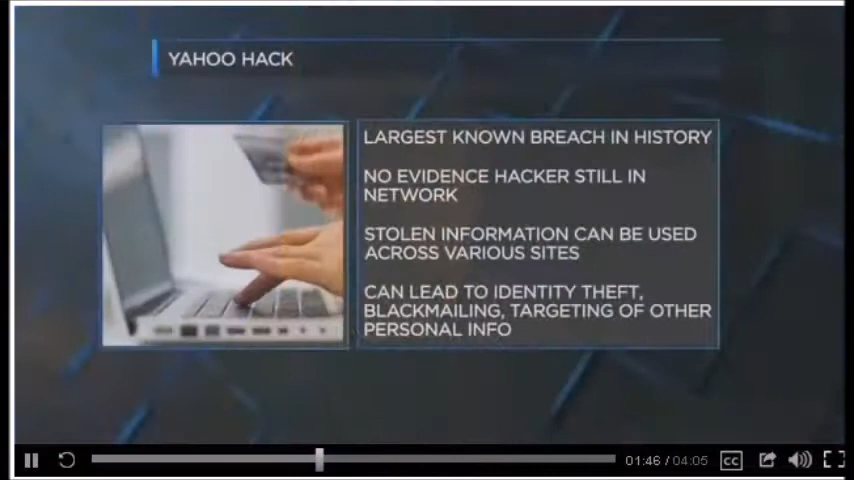 YAHOO HACK
LARGEST KNOWN BREACH IN HISTORY
NO EVIDENCE HACKER STILL IN
NETWORK
STOLEN INFORMATION CAN BE USED
ACROSS VARIOUS SITES
CAN LEAD TO IDENTITY THEFT,
BLACKMAILING, TARGETING OF OTHER
PERSONAL INFO
01:46 / 04:05 CC